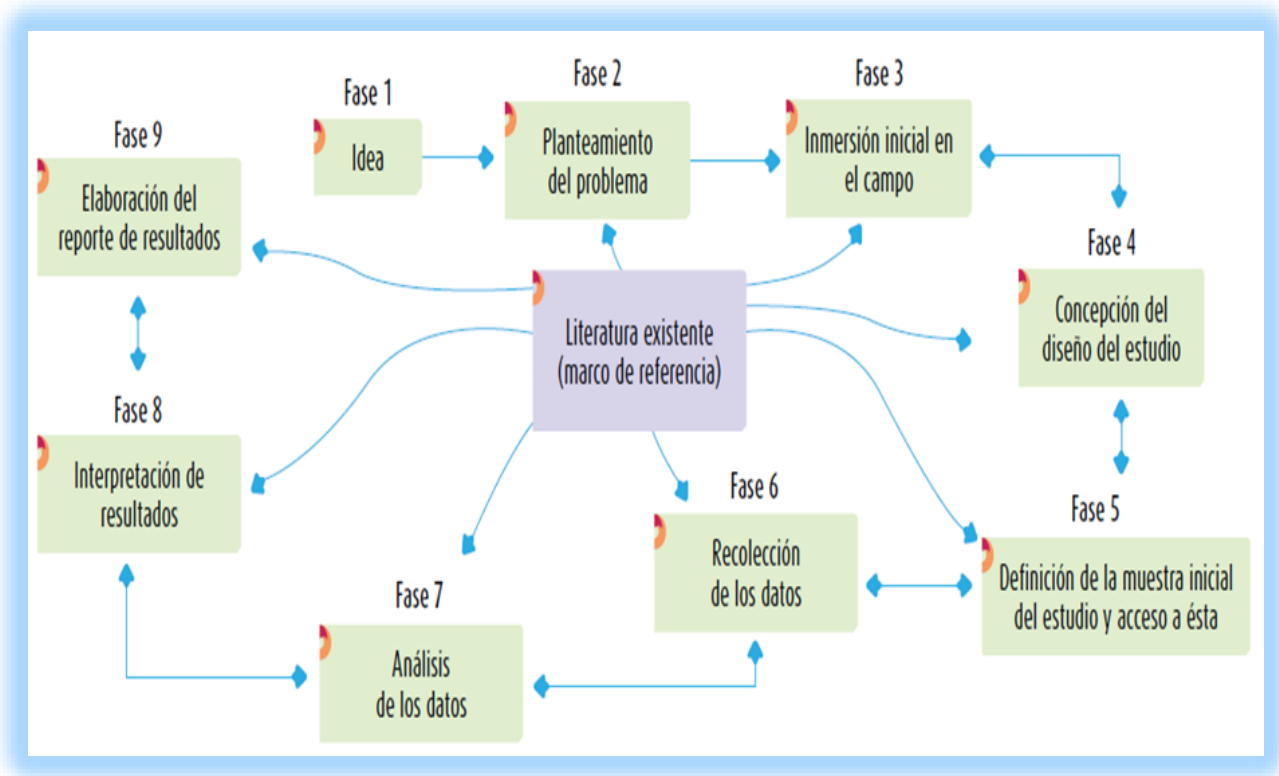 Fase 1
Idea
Fase 2
Planteamiento
del problema
Fase 3
Inmersión inicial en
el campo
Fase 4
Concepción del
diseño del estudio
Fase 5
Definición de la muestra inicial
del estudio y acceso a ésta
Fase 6
Recolección
de los datos
Fase 7
Análisis
de los datos
Fase 8
Interpretación de
resultados
Fase 9
Elaboración del
reporte de resultados
Literatura existente
(marco de referencia)